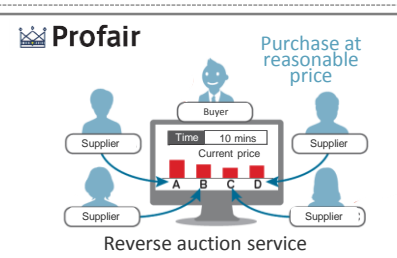 Profair
Purchase at
reasonable
price
Buyer
Supplier
Supplier
Time 10 mins
Current price
A B C D
Supplier
Supplier
Reverse auction service